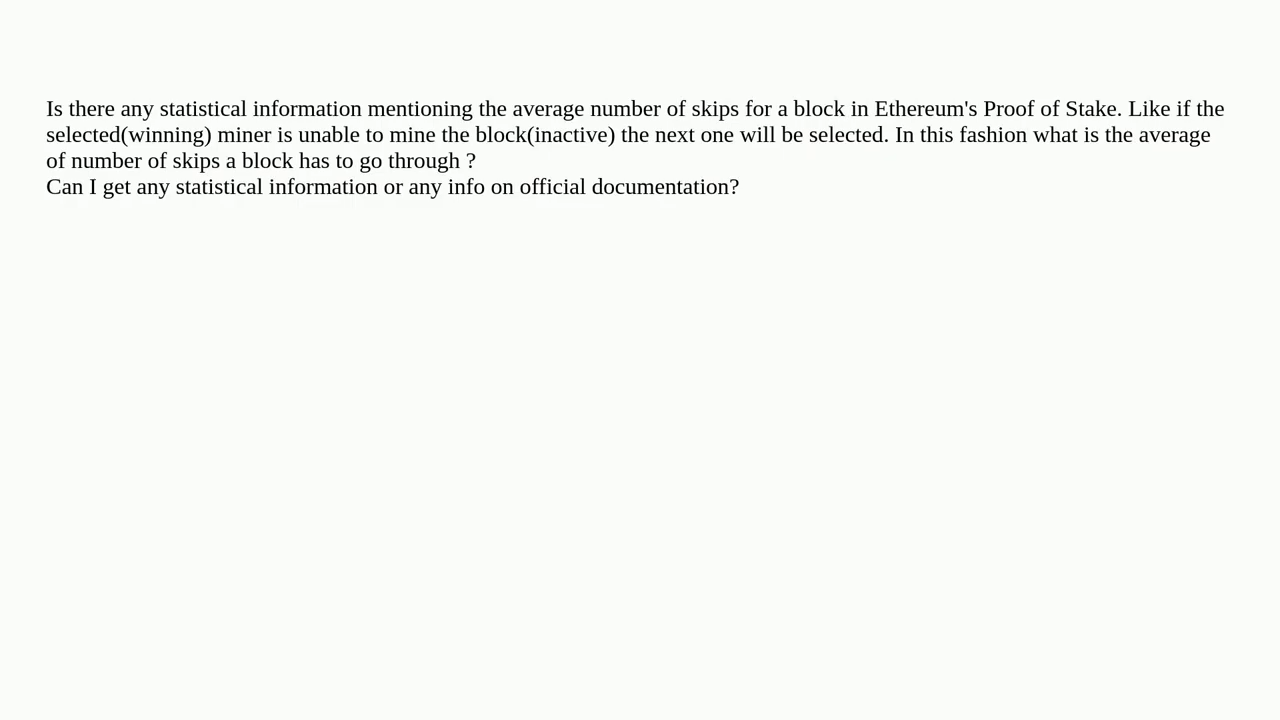 Is there any statistical information mentioning the average number of skips for a block in Ethereum's Proof of Stake. Like if the
selected(winning) miner is unable to mine the block(inactive) the next one will be selected. In this fashion what is the average
of number of skips a block has to go through ?
Can I get any statistical information or any info on official documentation?